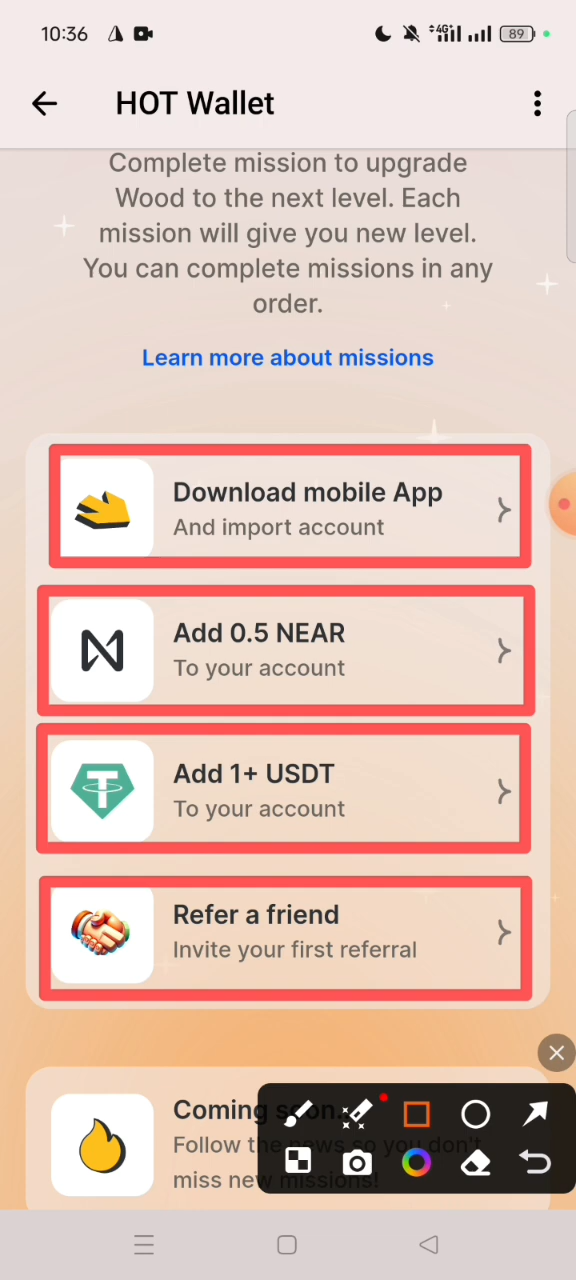 10:36
4G
89
HOT Wallet
Complete mission to upgrade
Wood to the next level. Each
mission will give you new level.
You can complete missions in any
order.
Learn more about missions
Download mobile App
And import account
Add 0.5 NEAR
To your account
Add 1+ USDT
To your account
Refer a friend
Invite your first referral
Coming soon..
Follow the news so you don't
miss new missions!